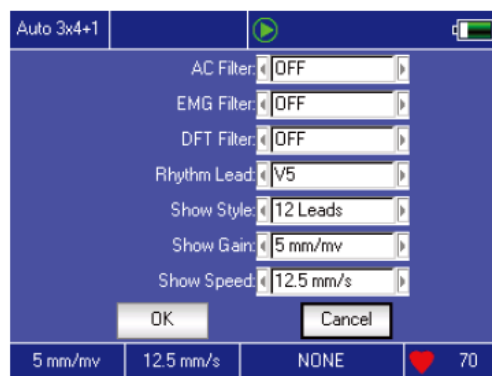 Auto 3x4+1
AC Filter: OFF
EMG Filter: OFF
DFT Filter: OFF
Rhythm Lead: V5
Show Style: 12 Leads
Show Gain: 5 mm/mv
Show Speed: 12.5 mm/s
OK Cancel
5 mm/mv 12.5 mm/s NONE 70